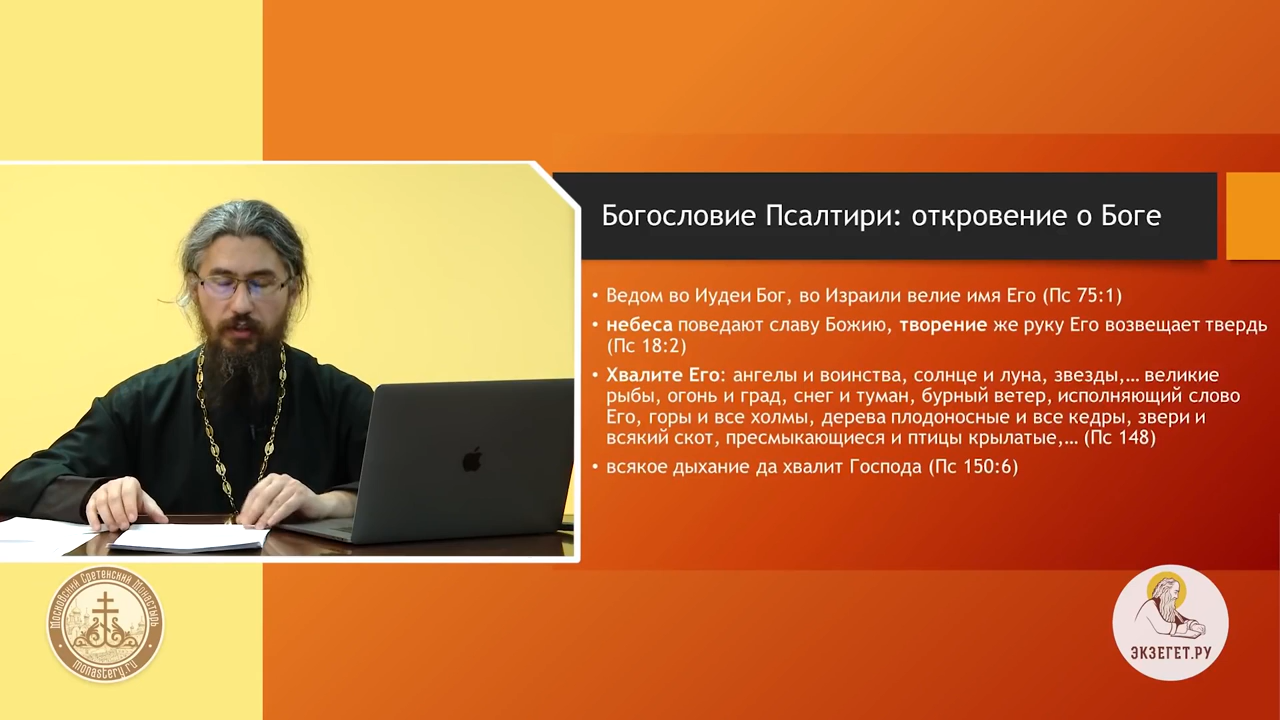 Богословие Псалтири: откровение о Боге
• Ведом во Иудеи Бог, во Израили велие имя Его (Пс 75:1)
• небеса поведают славу Божию, творение же руку Его возвещает твердь
(Пс 18:2)
• Хвалите Его: ангелы и воинства, солнце и луна, звезды,… великие
рыбы, огонь и град, снег и туман, бурный ветер, исполняющий слово
Его, горы и все холмы, дерева плодоносные и все кедры, звери и
всякий скот, пресмыкающиеся и птицы крылатые,… (Пс 148)
• всякое дыхание да хвалит Господа (Пс 150:6)
Московский Сретенский Монастырь
monastery.ru
ЭКЗЕГЕТ.РУ